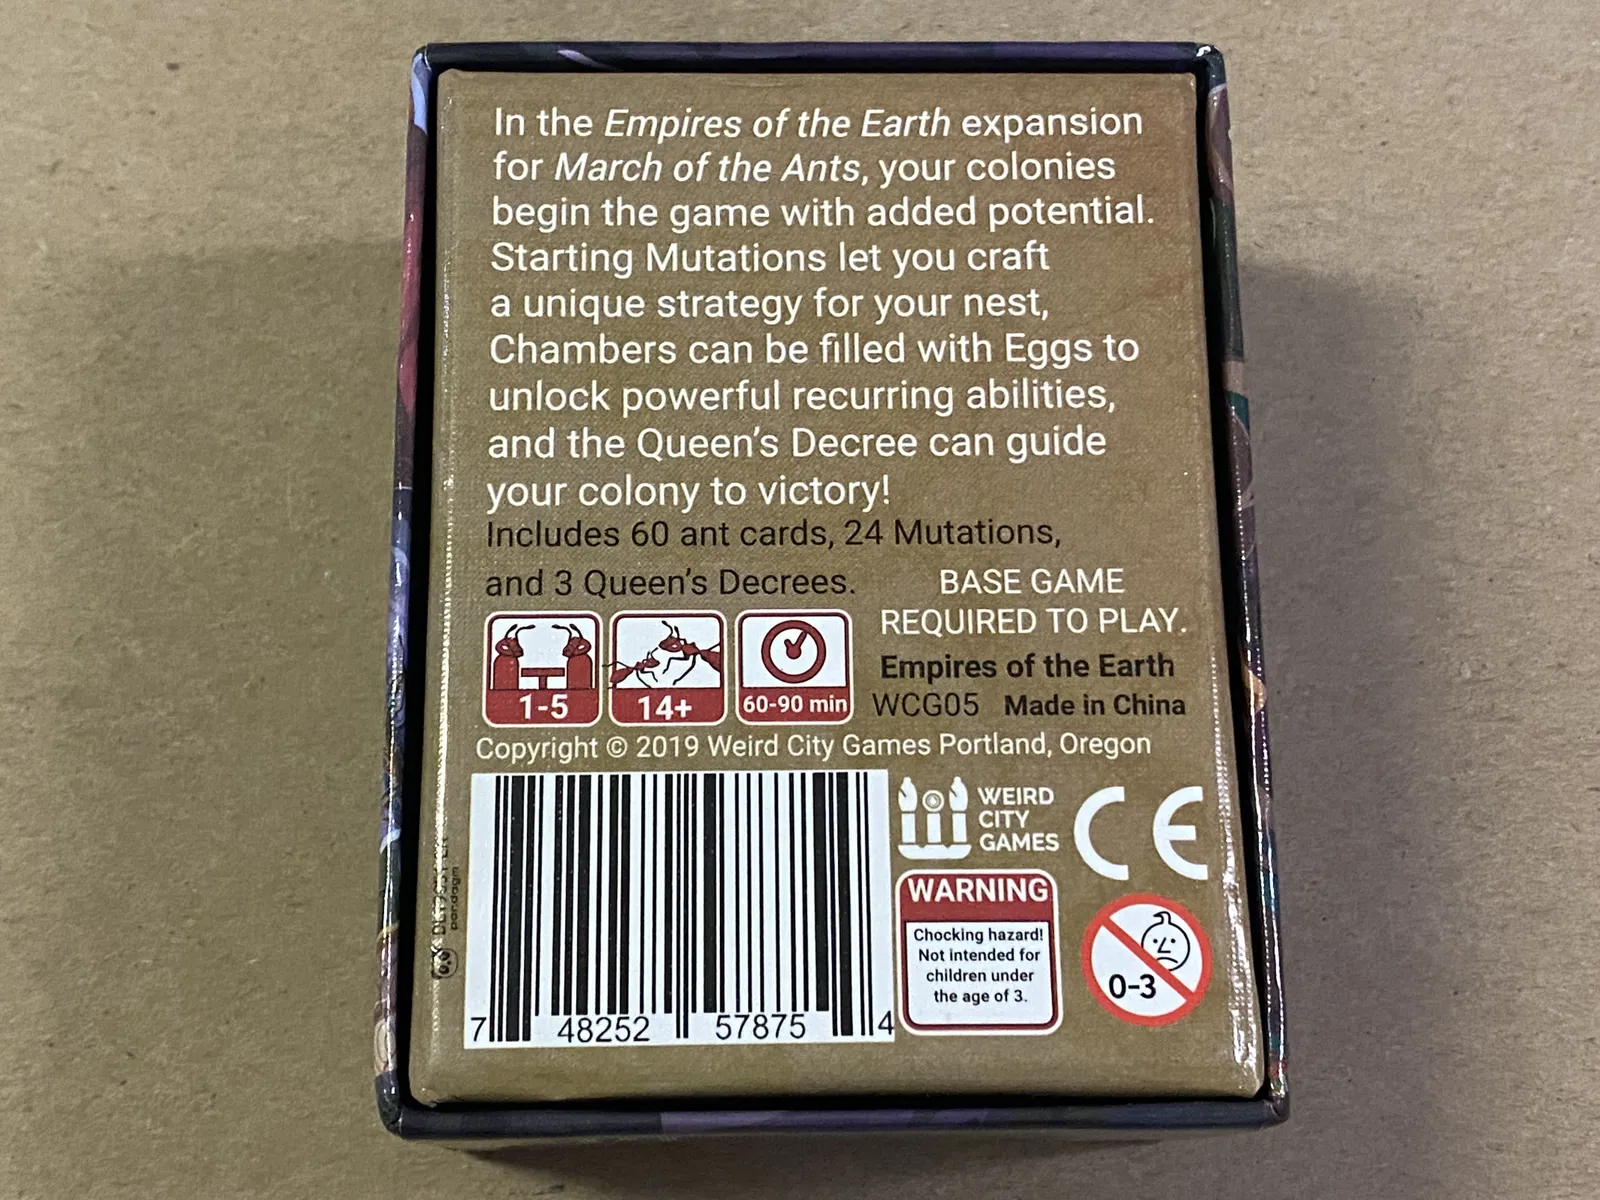 In the Empires of the Earth expansion
for March of the Ants, your colonies
begin the game with added potential.
Starting Mutations let you craft
a unique strategy for your nest,
Chambers can be filled with Eggs to
unlock powerful recurring abilities,
and the Queen's Decree can guide
your colony to victory!
Includes 60 ant cards, 24 Mutations,
and 3 Queen's Decrees.
BASE GAME
REQUIRED TO PLAY.
1-5
14+
60-90 min
Empires of the Earth
WCG05 Made in China
Copyright © 2019 Weird City Games Portland, Oregon
7 48252 57875 4
WEIRD
CITY
GAMES
CE
WARNING
Chocking hazard!
Not intended for
children under
the age of 3.
0-3
panda gm